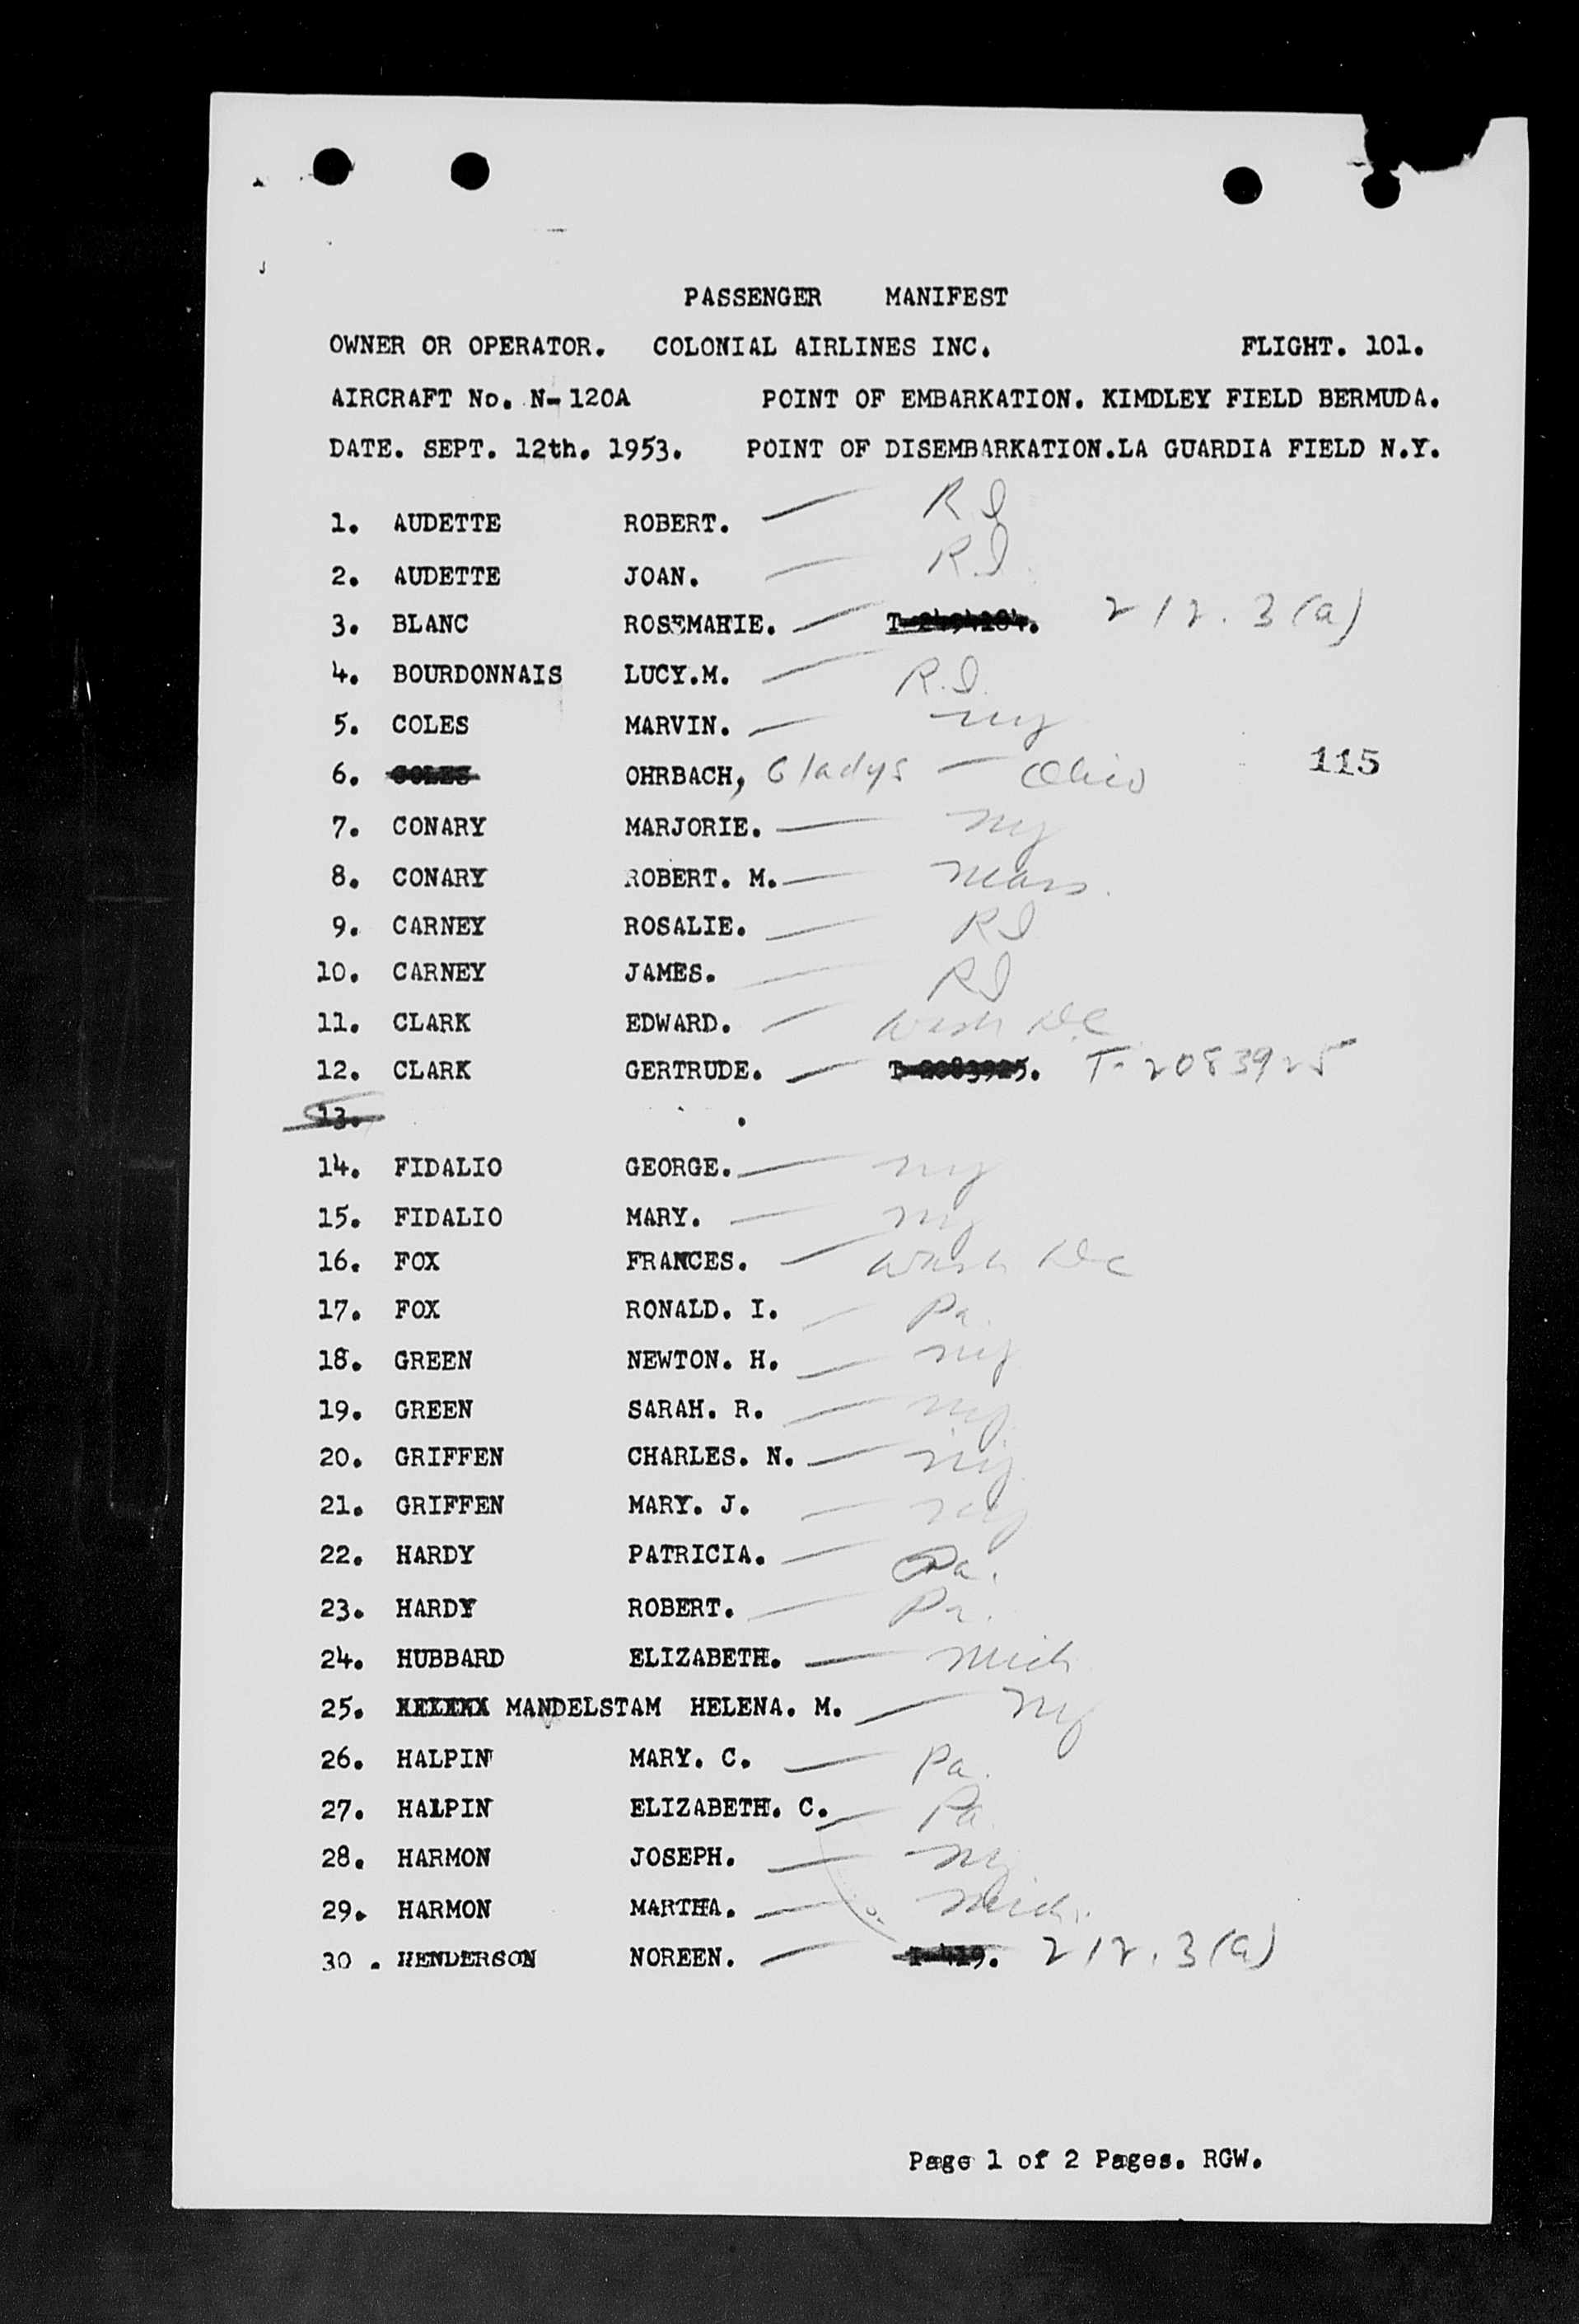 PASSENGER MANIFEST
OWNER OR OPERATOR. COLONIAL AIRLINES INC. FLIGHT. 101.
AIRCRAFT No. N-120A POINT OF EMBARKATION. KIMDLEY FIELD BERMUDA.
DATE. SEPT. 12th. 1953. POINT OF DISEMBARKATION.LA GUARDIA FIELD N.Y.
1. AUDETTE ROBERT. — RI
2. AUDETTE JOAN. — RI
3. BLANC ROSEMARIE. — 212.3(a)
4. BOURDONNAIS LUCY.M. — R.I.
5. COLES MARVIN. — NY
6. COLES OHRBACH, Gladys — Ohio 115
7. CONARY MARJORIE. — NY
8. CONARY ROBERT. M. — Mass.
9. CARNEY ROSALIE. — RI
10. CARNEY JAMES. — RI
11. CLARK EDWARD. — Wash DC
12. CLARK GERTRUDE. — T-2083925. T-2083925
13. .
14. FIDALIO GEORGE. — NY
15. FIDALIO MARY. — NY
16. FOX FRANCES. — Wash DC
17. FOX RONALD. I. — Pa.
18. GREEN NEWTON. H. — NY
19. GREEN SARAH. R. — NY
20. GRIFFEN CHARLES. N. — NY
21. GRIFFEN MARY. J. — NY
22. HARDY PATRICIA. — Pa.
23. HARDY ROBERT. — Pa.
24. HUBBARD ELIZABETH. — Mich
25. MANDELSTAM HELENA. M. — NY
26. HALPIN MARY. C. — Pa.
27. HALPIN ELIZABETH. C. — Pa.
28. HARMON JOSEPH. — NY
29. HARMON MARTHA. — Mich.
30 . HENDERSON NOREEN. — 212.3(a)
Page 1 of 2 Pages. RGW.